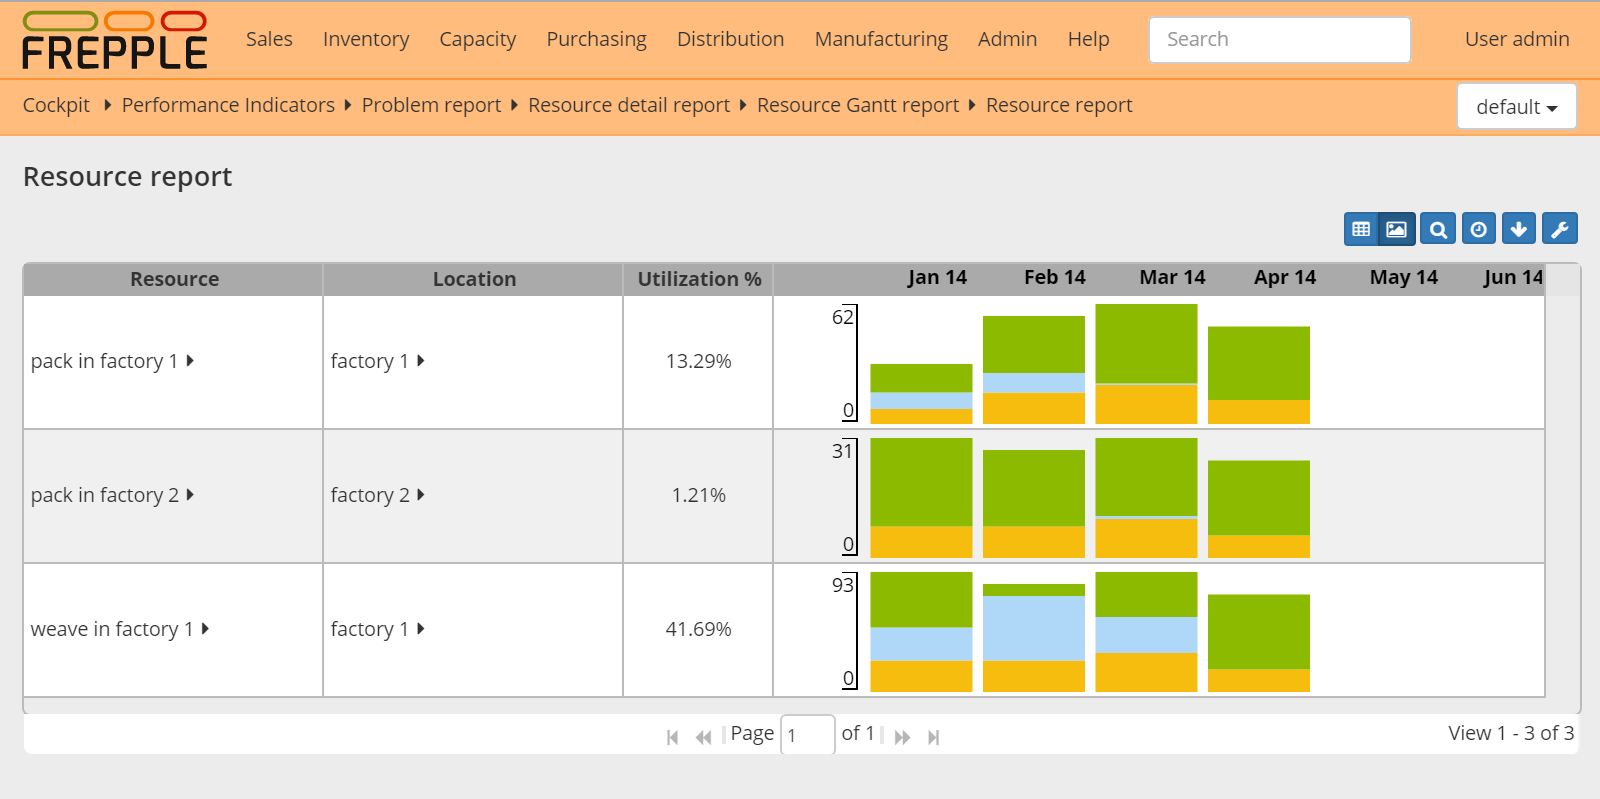 FREPPLE Sales Inventory Capacity Purchasing Distribution Manufacturing Admin Help Search User admin
Cockpit Performance Indicators Problem report Resource detail report Resource Gantt report Resource report default
Resource report
Resource Location Utilization % Jan 14 Feb 14 Mar 14 Apr 14 May 14 Jun 14
62
pack in factory 1 factory 1 13.29%
0
31
pack in factory 2 factory 2 1.21%
0
93
weave in factory 1 factory 1 41.69%
0
Page 1 of 1 View 1 - 3 of 3